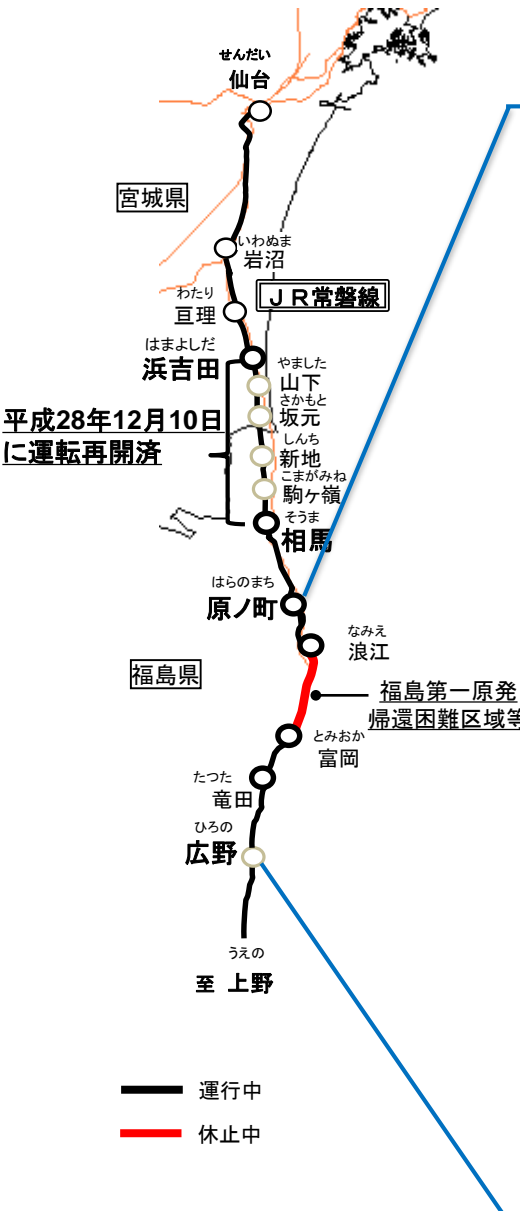 せんだい
仙台
宮城県
いわぬま
岩沼
わたり
亘理
ＪＲ常磐線
はまよしだ
浜吉田
やました
山下
さかもと
坂元
平成28年12月10日
に運転再開済
しんち
新地
こまがみね
駒ヶ嶺
そうま
相馬
はらのまち
原ノ町
なみえ
浪江
福島県
福島第一原発
帰還困難区域等
とみおか
富岡
たつた
竜田
ひろの
広野
うえの
至 上野
運行中
休止中